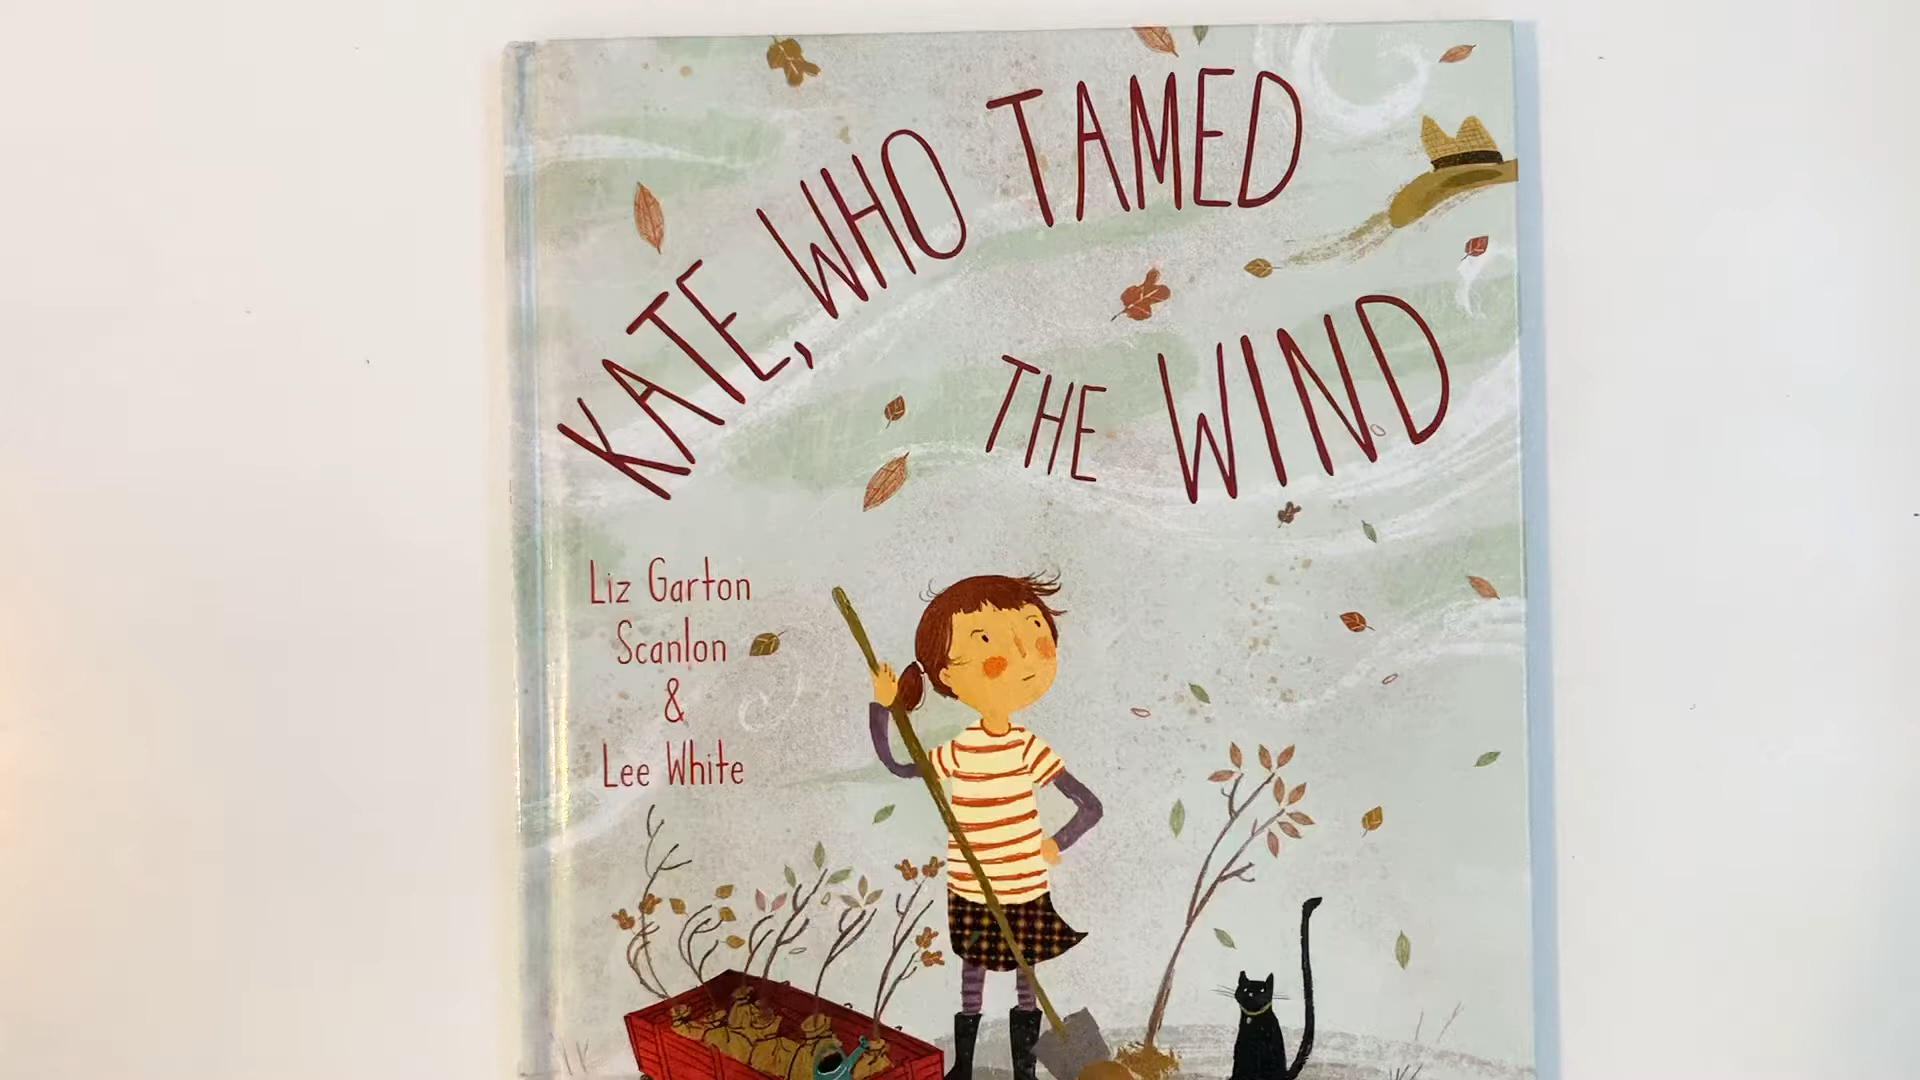 KATE, WHO TAMED
THE WIND
Liz Garton
Scanlon
&
Lee White